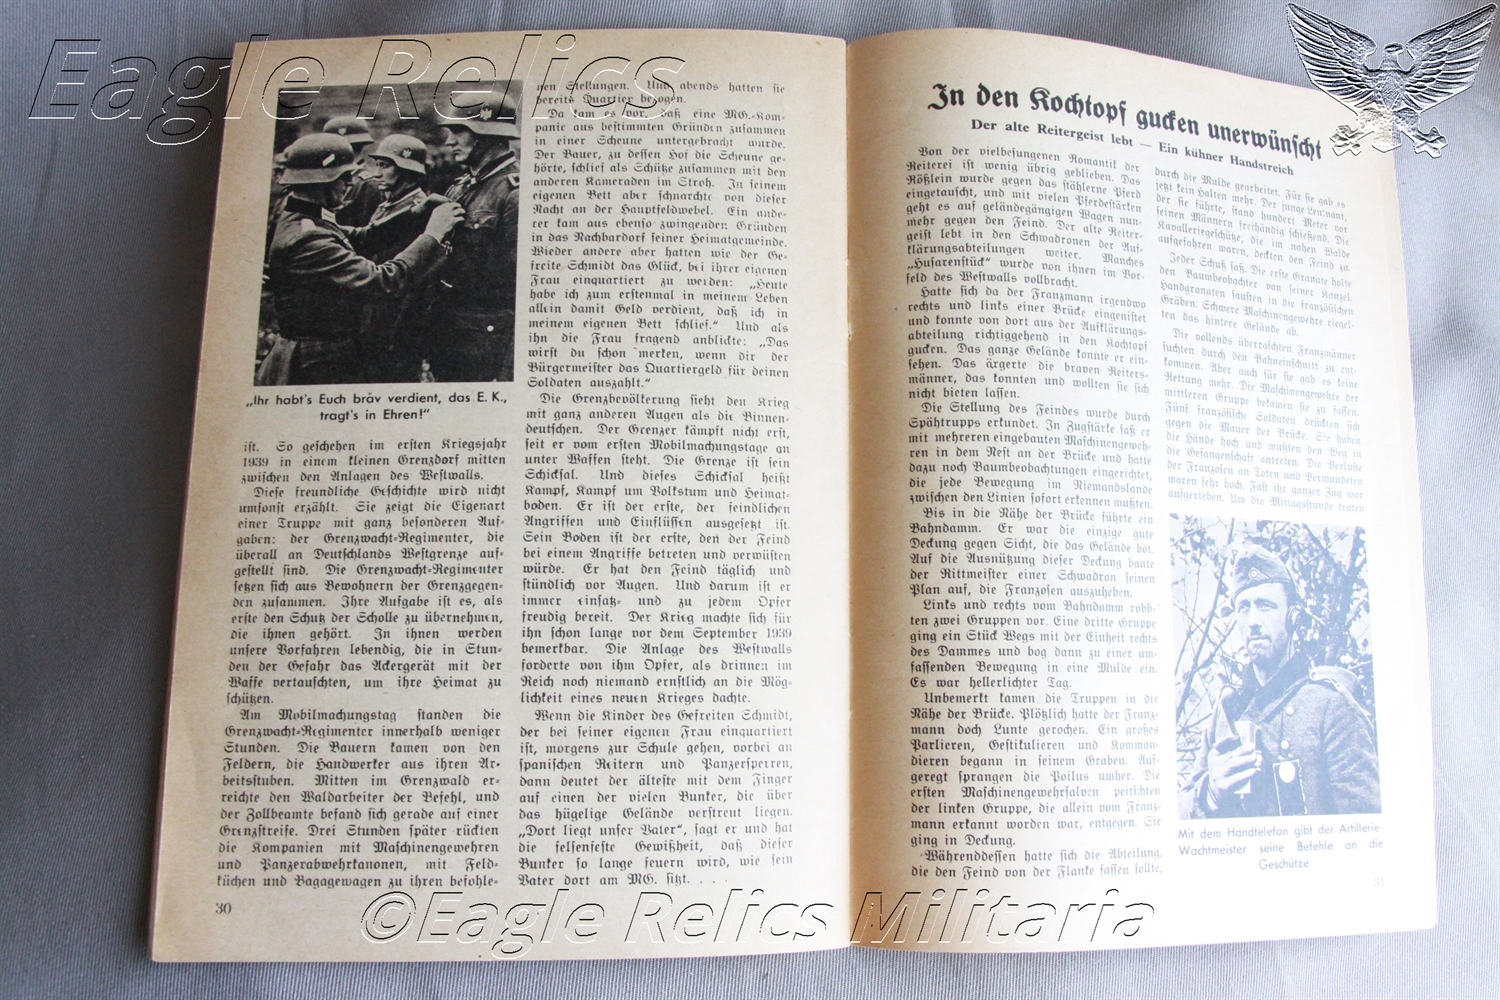 Eagle Relics
„Ihr habt's Euch bräv verdient, das E. K.,
tragt's in Ehren!“
ist. So geschehen im ersten Kriegsjahr
1939 in einem kleinen Grenzdorf mitten
zwischen den Anlagen des Westwalls.
Diese freundliche Geschichte wird nicht
umsonst erzählt. Sie zeigt die Eigenart
einer Truppe mit ganz besonderen Auf-
gaben: der Grenzwacht-Regimenter, die
überall an Deutschlands Westgrenze auf-
gestellt sind. Die Grenzwacht-Regimenter
setzen sich aus Bewohnern der Grenzgegen-
den zusammen. Ihre Aufgabe ist es, als
erste den Schutz der Scholle zu übernehmen,
die ihnen gehört. In ihnen werden
unsere Vorfahren lebendig, die in Stun-
den der Gefahr das Ackergerät mit der
Waffe vertauschten, um ihre Heimat zu
schützen.
Am Mobilmachungstag standen die
Grenzwacht-Regimenter innerhalb weniger
Stunden. Die Bauern kamen von den
Feldern, die Handwerker aus ihren Ar-
beitsstuben. Mitten im Grenzwald er-
reichte den Waldarbeiter der Befehl, und
der Zollbeamte befand sich gerade auf einer
Grenzstreife. Drei Stunden später rückten
die Kompanien mit Maschinengewehren
und Panzerabwehrkanonen, mit Feld-
küchen und Bagagewagen zu ihren befohle-
30
nen Stellungen. Und abends hatten sie
bereits Quartier bezogen.
Da kam es vor, daß eine MG.-Kom-
panie aus bestimmten Gründen zusammen
in einer Scheune untergebracht wurde.
Der Bauer, zu dessen Hof die Scheune ge-
hörte, schlief als Schütze zusammen mit den
anderen Kameraden im Stroh. In seinem
eigenen Bett aber schnarchte von dieser
Nacht an der Hauptfeldwebel. Ein ande-
rer kam aus ebenso zwingenden Gründen
in das Nachbardorf seiner Heimatgemeinde.
Wieder andere aber hatten wie der Ge-
freite Schmidt das Glück, bei ihrer eigenen
Frau einquartiert zu werden: „Heute
habe ich zum erstenmal in meinem Leben
allein damit Geld verdient, daß ich in
meinem eigenen Bett schlief.“ Und als
ihn die Frau fragend anblickte: „Das
wirst du schon merken, wenn dir der
Bürgermeister das Quartiergeld für deinen
Soldaten auszahlt.“
Die Grenzbevölkerung sieht den Krieg
mit ganz anderen Augen als die Binnen-
deutschen. Der Grenzer kämpft nicht erst,
seit er vom ersten Mobilmachungstage an
unter Waffen steht. Die Grenze ist sein
Schicksal. Und dieses Schicksal heißt
Kampf, Kampf um Volkstum und Heimat-
boden. Er ist der erste, der feindlichen
Angriffen und Einflüssen ausgesetzt ist.
Sein Boden ist der erste, den der Feind
bei einem Angriffe betreten und verwüsten
würde. Er hat den Feind täglich und
stündlich vor Augen. Und darum ist er
immer einsatz- und zu jedem Opfer
freudig bereit. Der Krieg machte sich für
ihn schon lange vor dem September 1939
bemerkbar. Die Anlage des Westwalls
forderte von ihm Opfer, als drinnen im
Reich noch niemand ernstlich an die Mög-
lichkeit eines neuen Krieges dachte.
Wenn die Kinder des Gefreiten Schmidt,
der bei seiner eigenen Frau einquartiert
ist, morgens zur Schule gehen, vorbei an
spanischen Reitern und Panzersperren,
dann deutet der älteste mit dem Finger
auf einen der vielen Bunker, die über
das hügelige Gelände verstreut liegen.
„Dort liegt unser Vater“, sagt er und hat
die felsenfeste Gewißheit, daß dieser
Bunker so lange feuern wird, wie sein
Vater dort am MG. sitzt. . . .
In den Kochtopf gucken unerwünscht
Der alte Reitergeist lebt — Ein kühner Handstreich
Von der vielbesungenen Romantik der
Reiterei ist wenig übrig geblieben. Das
Rößlein wurde gegen das stählerne Pferd
eingetauscht, und mit vielen Pferdestärken
geht es auf geländegängigen Wagen nun-
mehr gegen den Feind. Der alte Reiter-
geist lebt in den Schwadronen der Auf-
klärungsabteilungen weiter. Manches
„Husarenstück“ wurde von ihnen im Vor-
feld des Westwalls vollbracht.
Hatte sich da der Franzmann irgendwo
rechts und links einer Brücke eingenistet
und konnte von dort aus der Aufklärungs-
abteilung richtiggehend in den Kochtopf
gucken. Das ganze Gelände konnte er ein-
sehen. Das ärgerte die braven Reiters-
männer, das konnten und wollten sie sich
nicht bieten lassen.
Die Stellung des Feindes wurde durch
Spähtrupps erkundet. In Zugstärke saß er
mit mehreren eingebauten Maschinengeweh-
ren in dem Nest an der Brücke und hatte
dazu noch Baumbeobachtungen eingerichtet,
die jede Bewegung im Niemandslande
zwischen den Linien sofort erkennen mußten.
Bis in die Nähe der Brücke führte ein
Bahndamm. Er war die einzige gute
Deckung gegen Sicht, die das Gelände bot.
Auf die Ausnützung dieser Deckung baute
der Rittmeister einer Schwadron seinen
Plan auf, die Franzosen auszuheben.
Links und rechts vom Bahndamm robb-
ten zwei Gruppen vor. Eine dritte Gruppe
ging ein Stück Wegs mit der Einheit rechts
des Dammes und bog dann zu einer um-
fassenden Bewegung in eine Mulde ein.
Es war hellerlichter Tag.
Unbemerkt kamen die Truppen in die
Nähe der Brücke. Plötzlich hatte der Franz-
mann doch Lunte gerochen. Ein großes
Parlieren, Gestikulieren und Komman-
dieren begann in seinem Graben. Auf-
geregt sprangen die Poilus umher. Die
ersten Maschinengewehrsalven peitschten
der linken Gruppe, die allein vom Franz-
mann erkannt worden war, entgegen. Sie
ging in Deckung.
Währenddessen hatte sich die Abteilung,
die den Feind von der Flanke fassen sollte,
durch die Mulde gearbeitet. Für sie gab es
jetzt kein Halten mehr. Der junge Leutnant,
der sie führte, stand hundert Meter vor
seinen Männern freihändig schießend. Die
Kavalleriegeschütze, die im nahen Walde
aufgefahren waren, deckten den Feind zu.
Jeder Schuß saß. Die erste Granate holte
den Baumbeobachter von seiner Kanzel.
Handgranaten sausten in die französischen
Gräben. Schwere Maschinengewehre riegel-
ten das hintere Gelände ab.
Die vollends überraschten Franzmänner
suchten durch den Bahneinschnitt zu ent-
kommen. Aber auch für sie gab es keine
Rettung mehr. Die Maschinengewehre der
mittleren Gruppe bekamen sie zu fassen.
Fünf französische Soldaten drückten sich
gegen die Mauer der Brücke. Sie hoben
die Hände hoch und mußten den Weg in
die Gefangenschaft antreten. Die Verluste
der Franzosen an Toten und Verwundeten
waren sehr hoch. Fast ihr ganzer Zug war
aufgerieben. Um die Mittagsstunde traten
Mit dem Handtelefon gibt der Artillerie-
Wachtmeister seine Befehle an die
Geschütze
31
©Eagle Relics Militaria